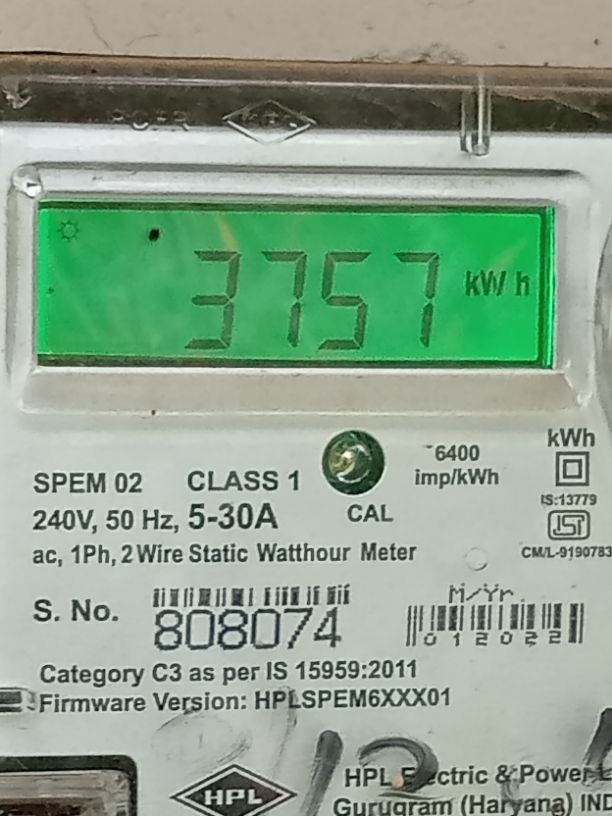 3757 kWh
6400
imp/kWh
kWh
SPEM 02 CLASS 1
IS:13779
240V, 50 Hz, 5-30A
CAL
ISI
ac, 1Ph, 2 Wire Static Watthour Meter
CM/L-9190783
S. No. 808074
M/Yr
012022
Category C3 as per IS 15959:2011
Firmware Version: HPLSPEM6XXX01
HPL
HPL Electric & Power
Gurugram (Haryana)